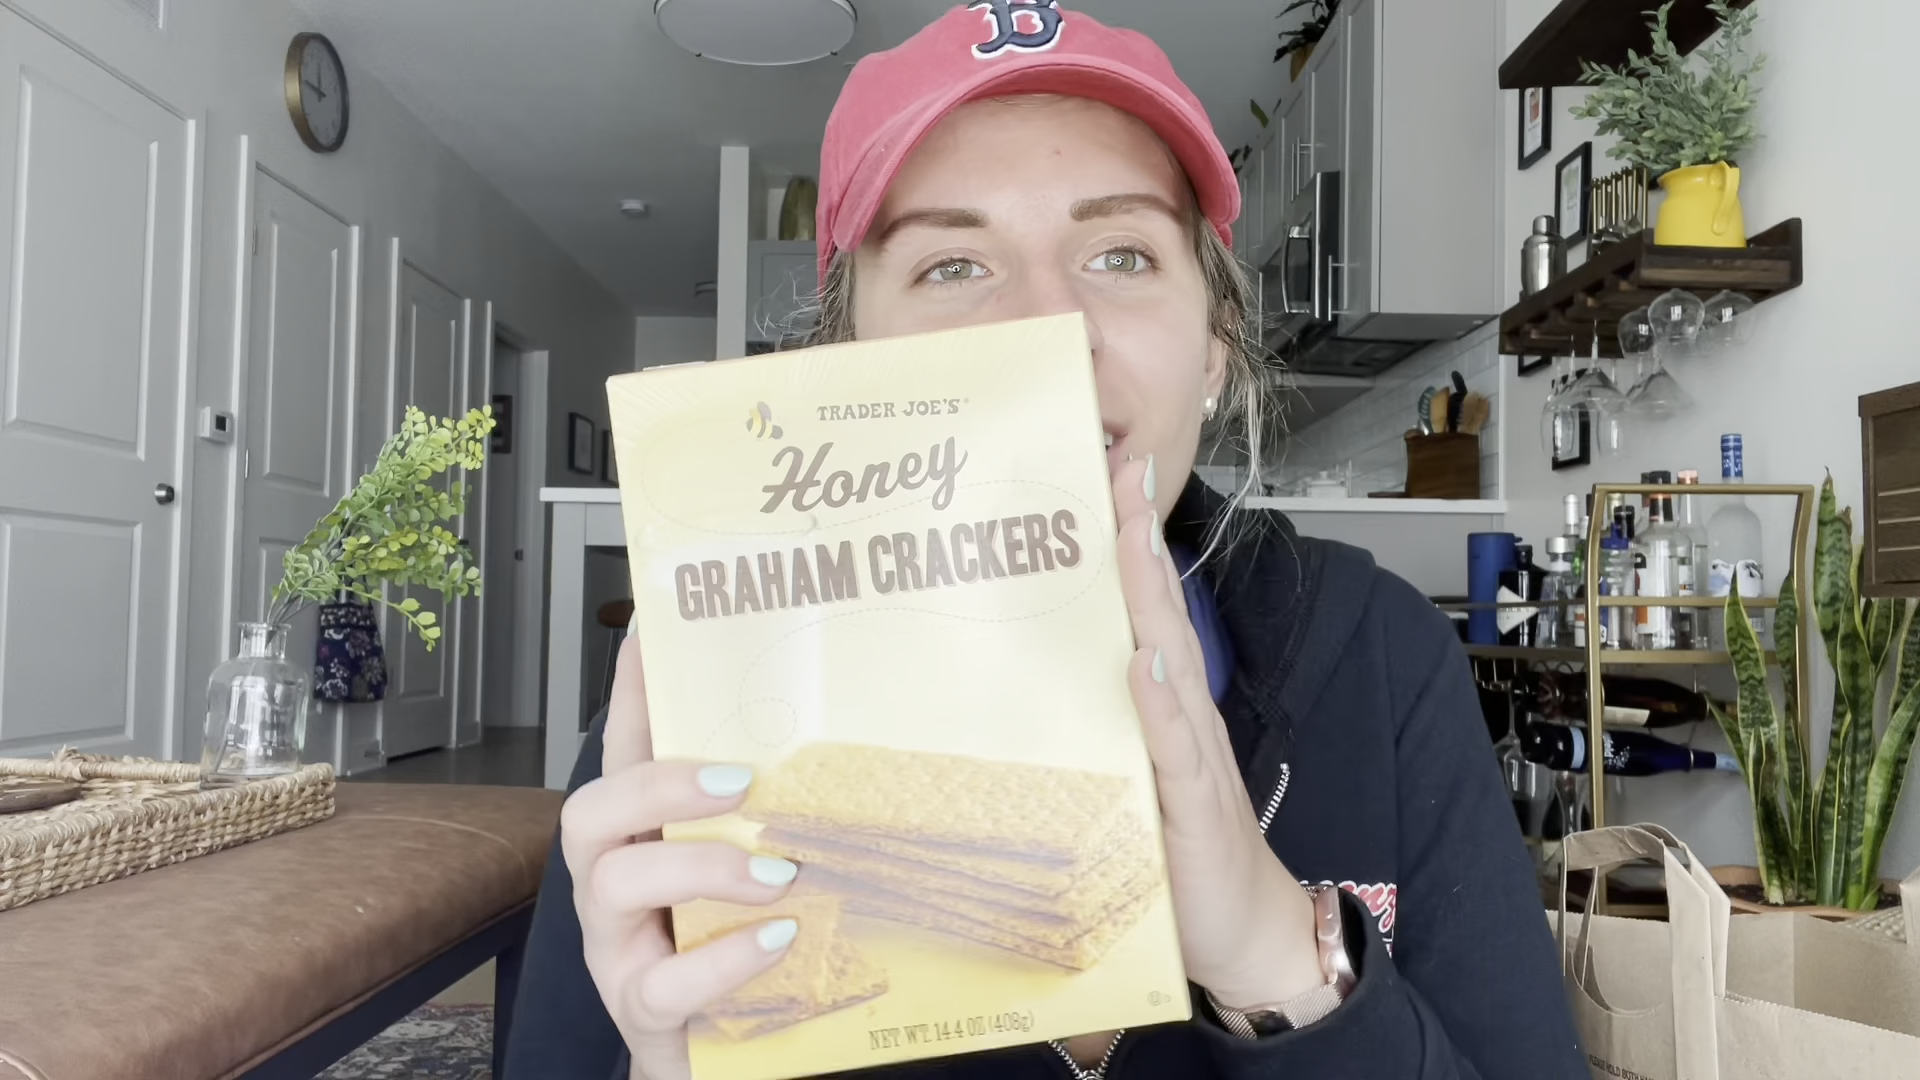 B
TRADER JOE'S®
Honey
GRAHAM CRACKERS
NET WT. 14.4 OZ (408g)